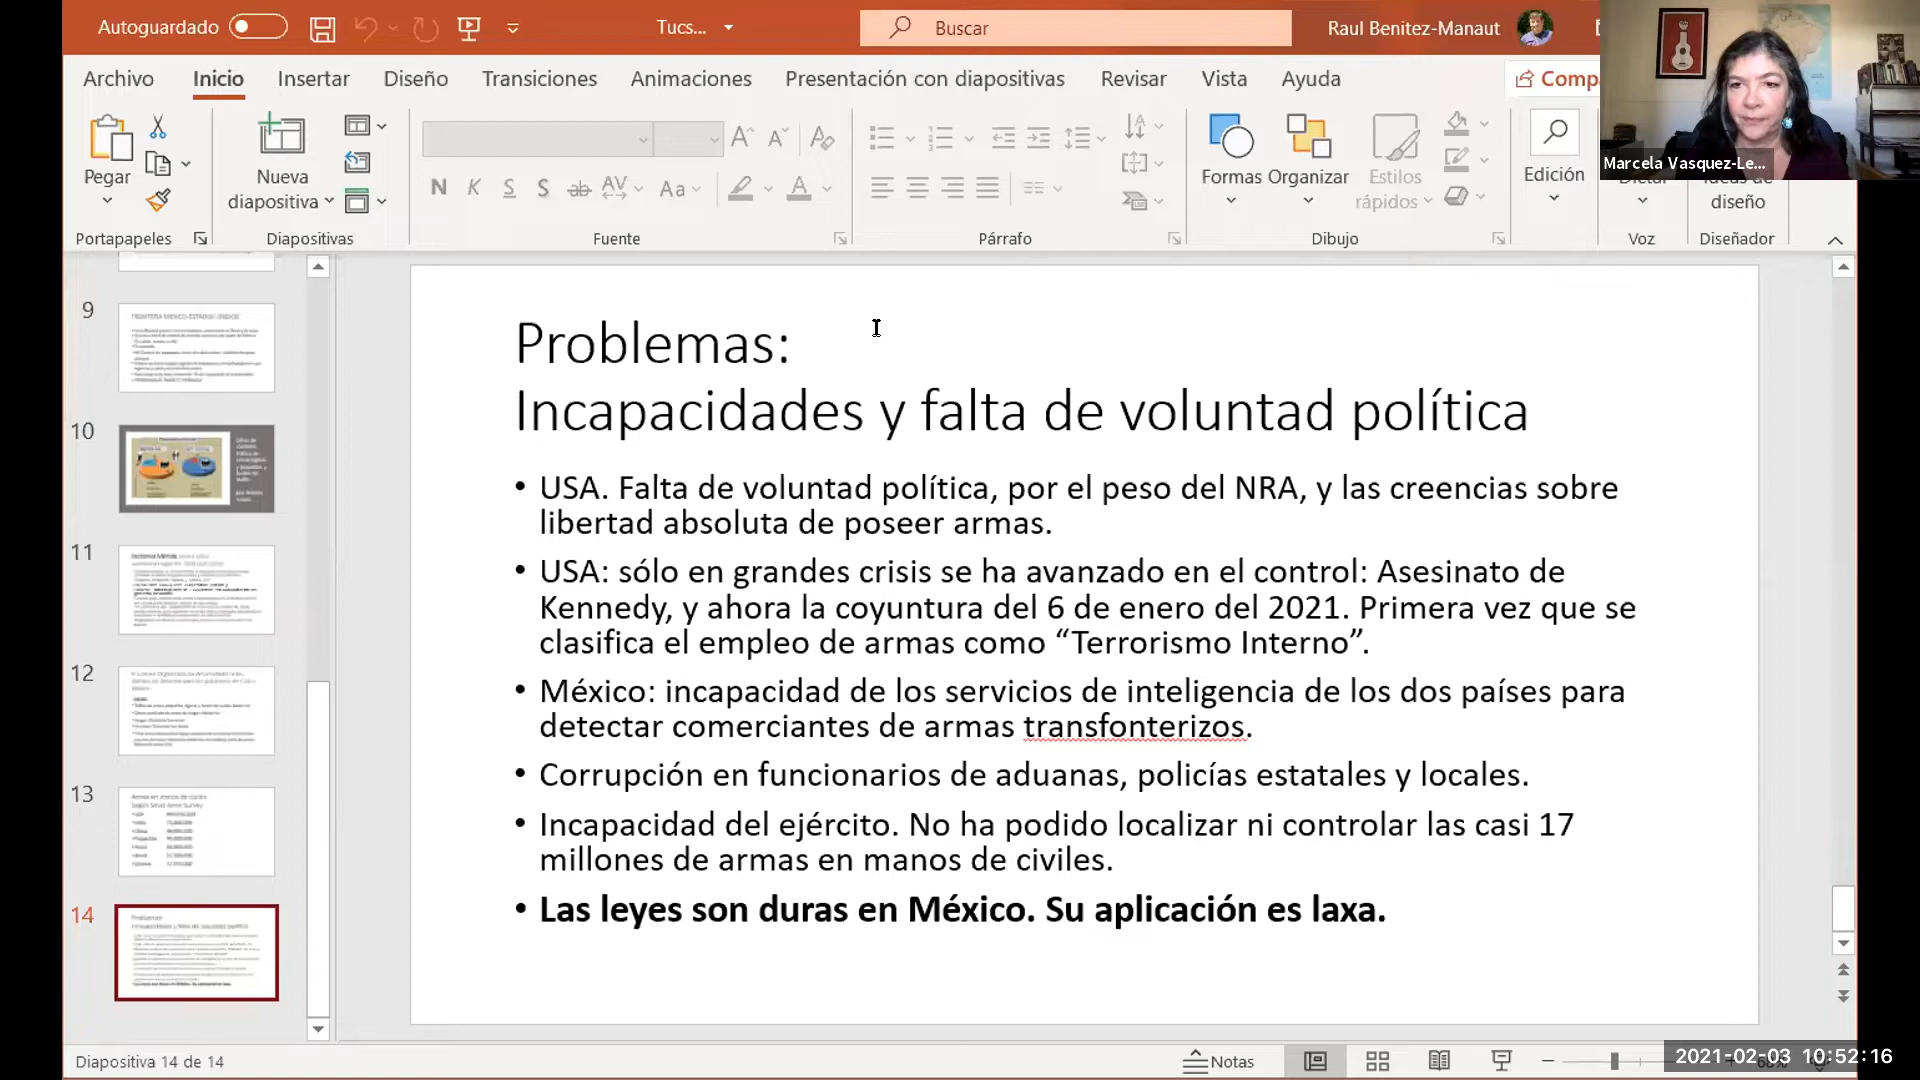 Autoguardado
Tucs...
Buscar
Raul Benitez-Manaut
Archivo
Inicio
Insertar
Diseño
Transiciones
Animaciones
Presentación con diapositivas
Revisar
Vista
Ayuda
Comp
Marcela Vasquez-Le...
Pegar
Nueva
diapositiva
N K S S ab AV Aa A
Formas
Organizar
Estilos
rápidos
Edición
diseño
Portapapeles
Diapositivas
Fuente
Párrafo
Dibujo
Voz
Diseñador
9
10
11
12
13
14
Problemas:
Incapacidades y falta de voluntad política
• USA. Falta de voluntad política, por el peso del NRA, y las creencias sobre
libertad absoluta de poseer armas.
• USA: sólo en grandes crisis se ha avanzado en el control: Asesinato de
Kennedy, y ahora la coyuntura del 6 de enero del 2021. Primera vez que se
clasifica el empleo de armas como “Terrorismo Interno”.
• México: incapacidad de los servicios de inteligencia de los dos países para
detectar comerciantes de armas transfonterizos.
• Corrupción en funcionarios de aduanas, policías estatales y locales.
• Incapacidad del ejército. No ha podido localizar ni controlar las casi 17
millones de armas en manos de civiles.
• Las leyes son duras en México. Su aplicación es laxa.
Diapositiva 14 de 14
Notas
2021-02-03 10:52:16